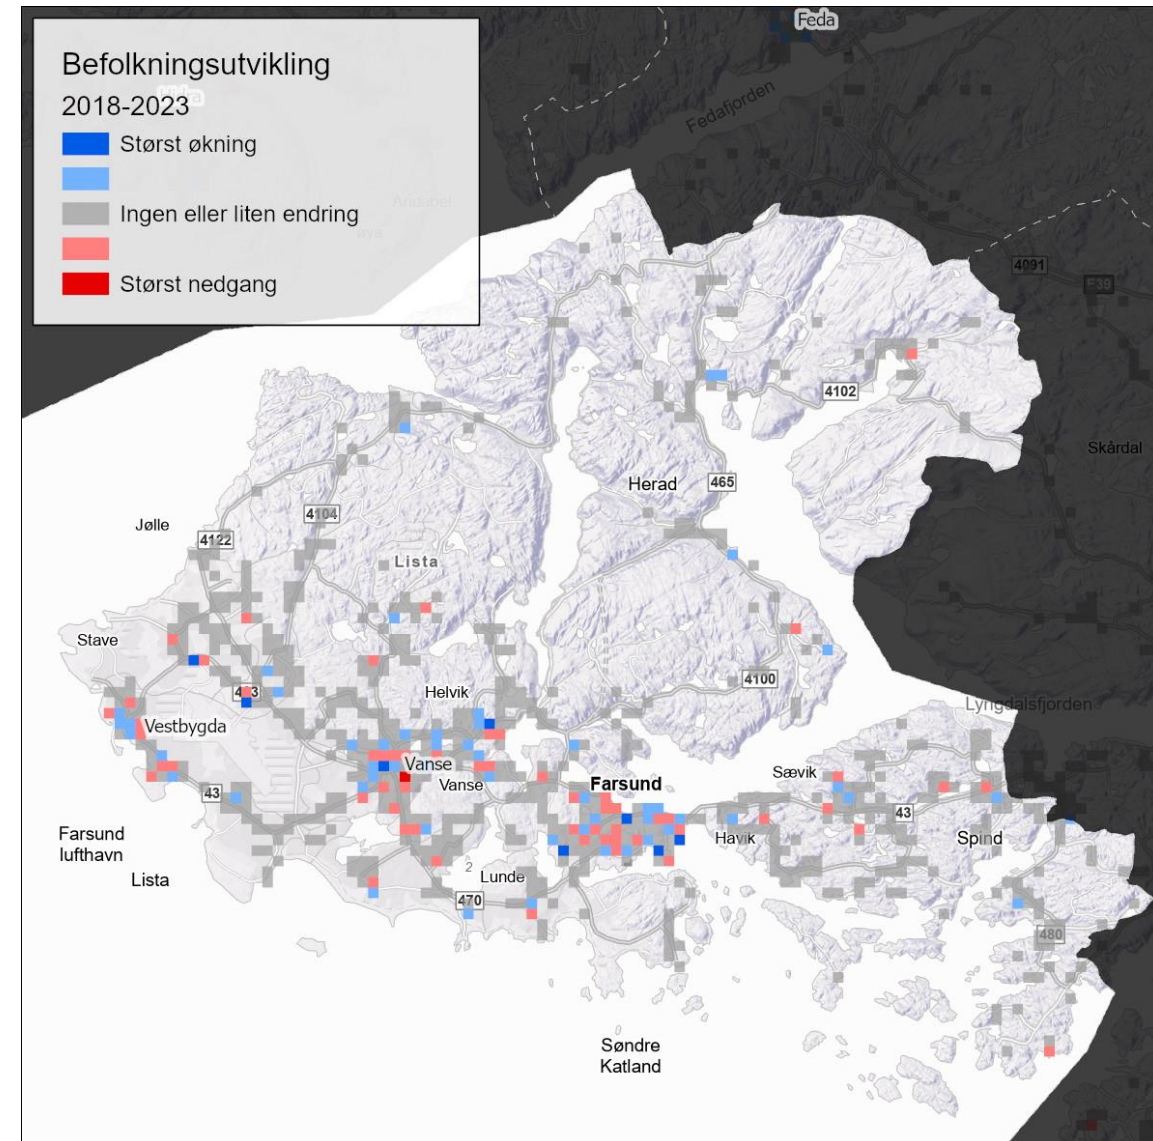 Befolkningsutvikling
2018-2023
Størst økning
Ingen eller liten endring
Størst nedgang
Feda
Fedafjorden
4091
E39
4102
Skårdal
Herad
465
4104
Jølle
4122
Lista
Stave
Helvik
4100
Lyngdalsfjorden
Vestbygda
Vanse
Vanse
Sævik
Farsund
43
43
Havik
Spind
Farsund
lufthavn
Lista
2
Lunde
470
480
Søndre
Katland